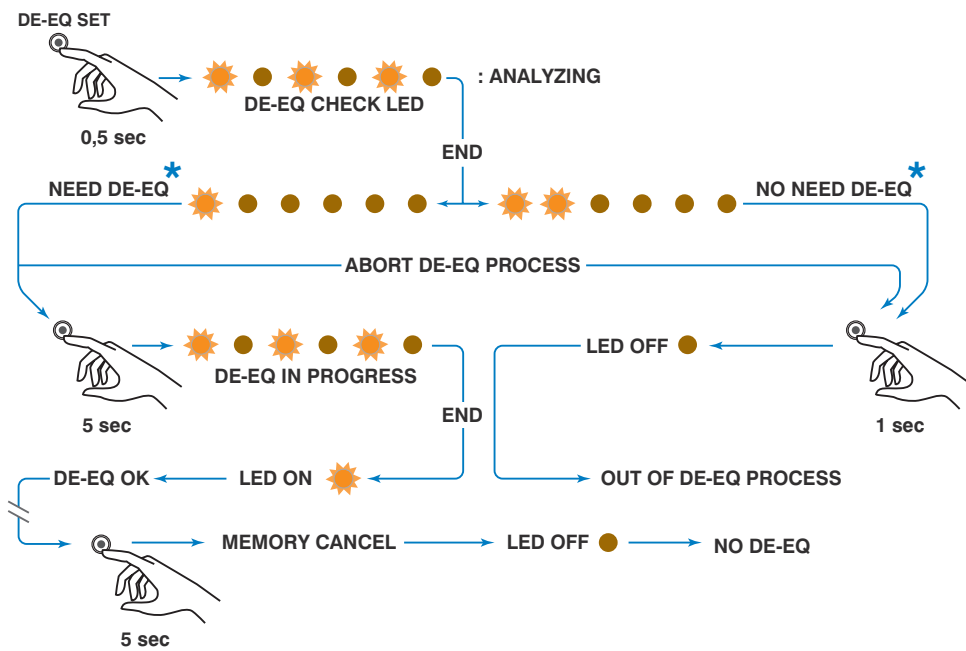 DE-EQ SET
: ANALYZING
DE-EQ CHECK LED
0,5 sec
END
NEED DE-EQ*
NO NEED DE-EQ*
ABORT DE-EQ PROCESS
LED OFF
DE-EQ IN PROGRESS
5 sec
END
1 sec
DE-EQ OK
LED ON
OUT OF DE-EQ PROCESS
MEMORY CANCEL
LED OFF
NO DE-EQ
5 sec